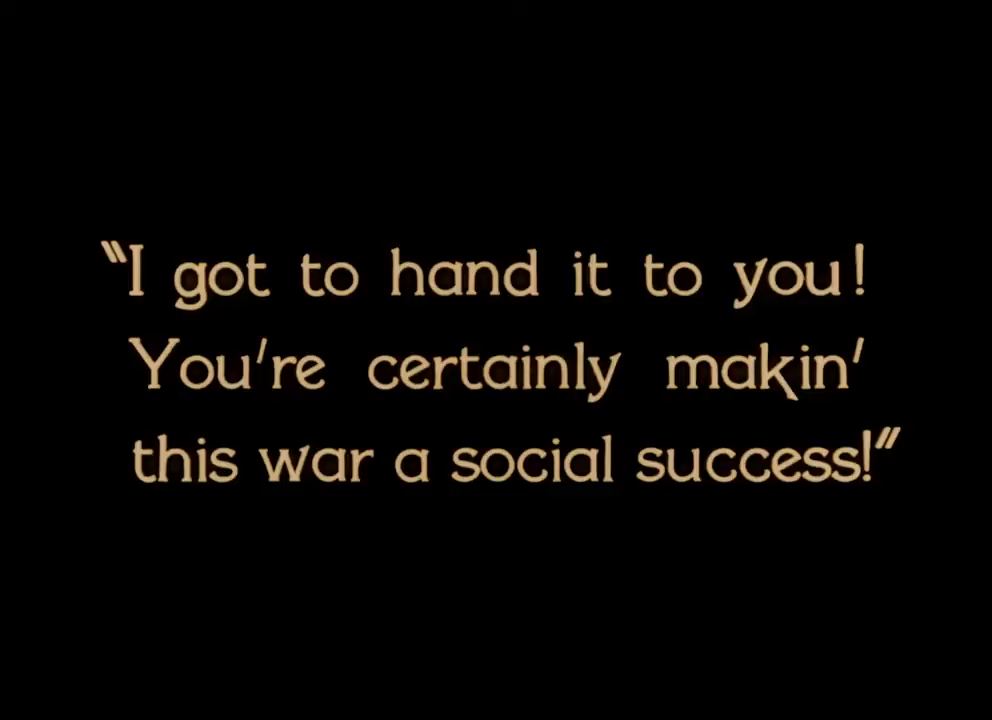 “I got to hand it to you!
You're certainly makin'
this war a social success!”